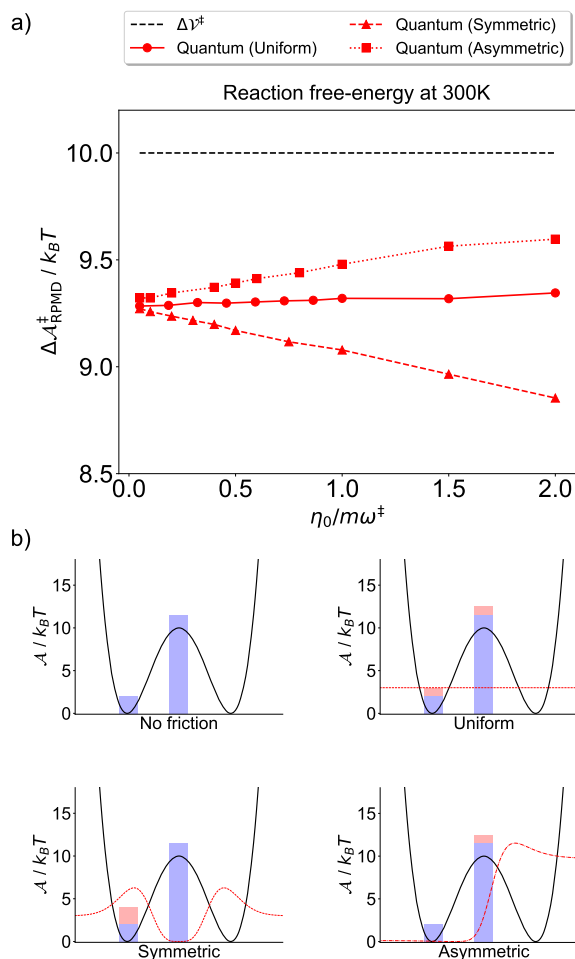 a)
Δ𝒱‡
Quantum (Uniform)
Quantum (Symmetric)
Quantum (Asymmetric)
Reaction free-energy at 300K
10.0
9.5
9.0
8.5
Δ𝒜‡RPMD / kBT
0.0 0.5 1.0 1.5 2.0
η0/mω‡
b)
𝒜 / kBT
15
10
5
0
No friction
𝒜 / kBT
15
10
5
0
Uniform
𝒜 / kBT
15
10
5
0
Symmetric
𝒜 / kBT
15
10
5
0
Asymmetric